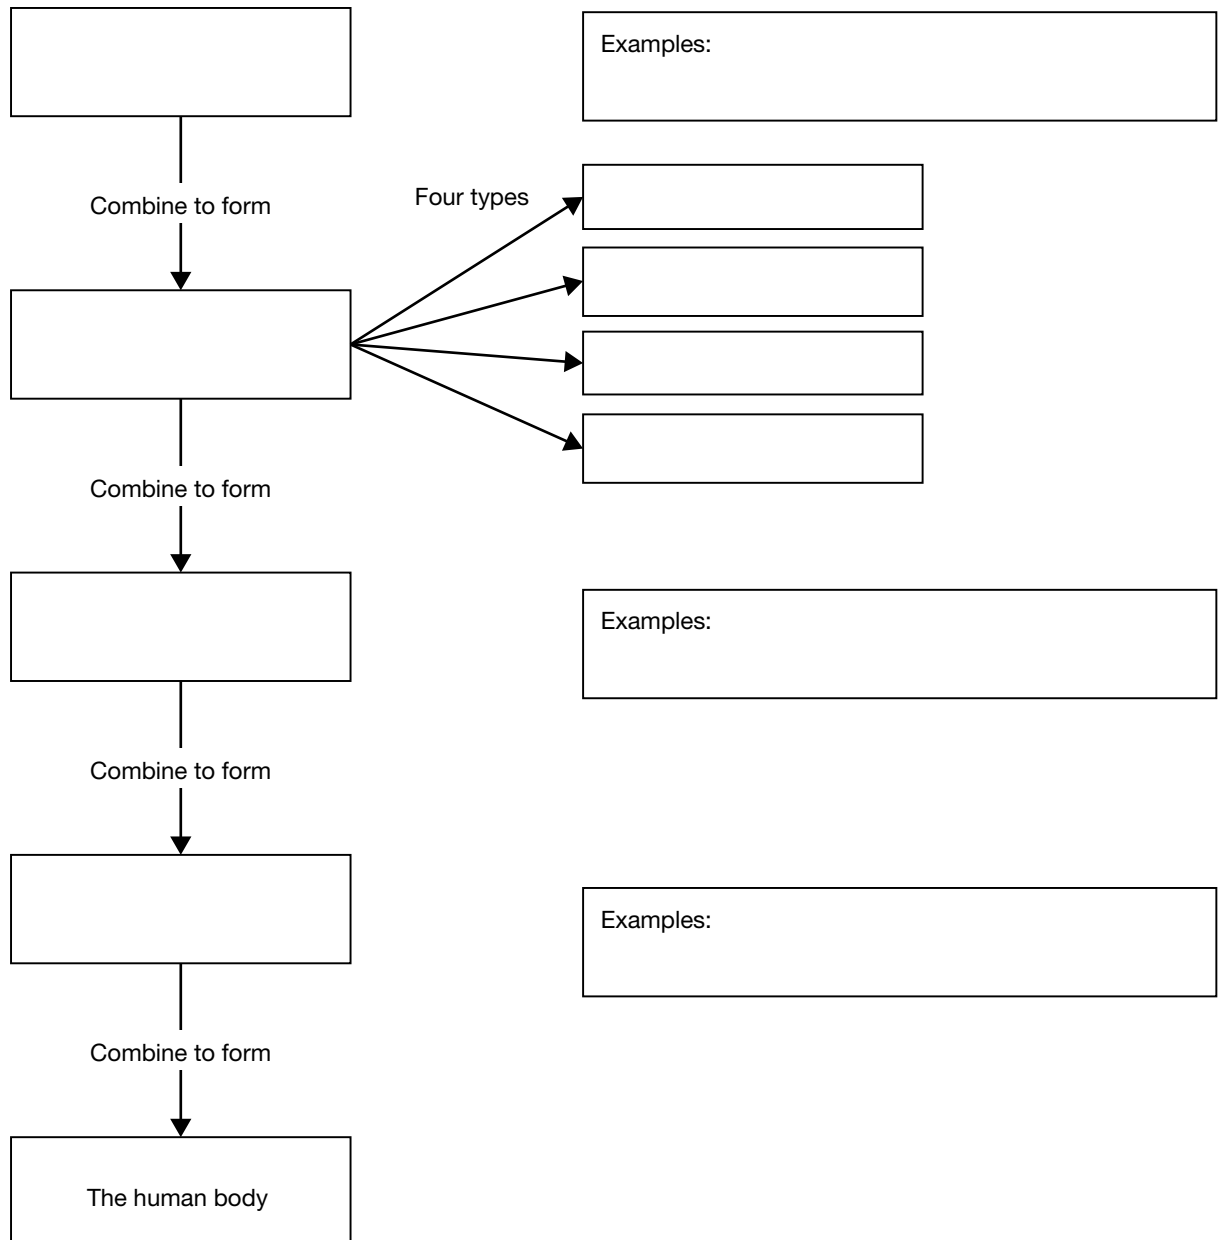 Examples:
Combine to form
Four types
Combine to form
Examples:
Combine to form
Examples:
Combine to form
The human body